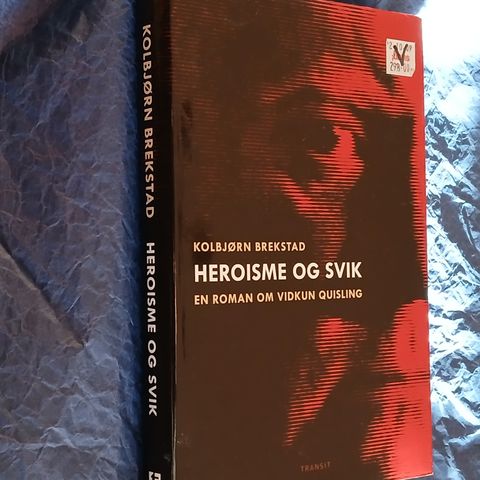 KOLBJØRN BREKSTAD HEROISME OG SVIK
KOLBJØRN BREKSTAD
HEROISME OG SVIK
EN ROMAN OM VIDKUN QUISLING
TRANSIT